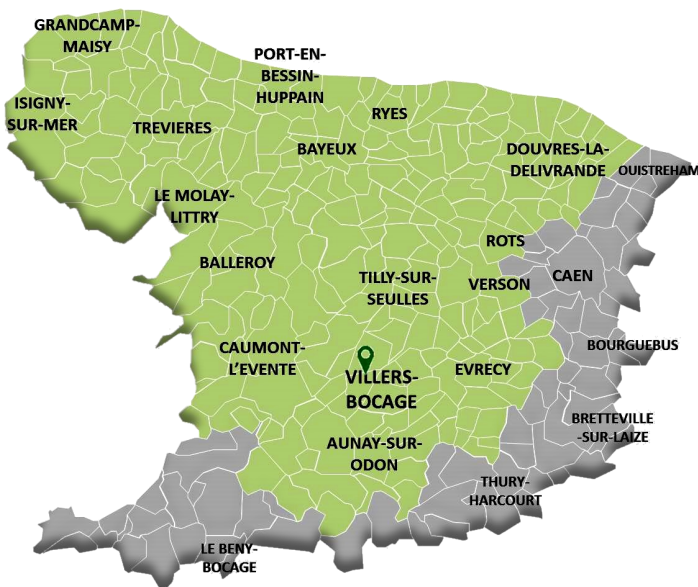 GRANDCAMP-
MAISY
PORT-EN-
BESSIN-
HUPPAIN
ISIGNY-
SUR-MER
RYES
TREVIERES
BAYEUX
DOUVRES-LA-
DELIVRANDE
OUISTREHAM
LE MOLAY-
LITTRY
ROTS
BALLEROY
TILLY-SUR-
SEULLES
VERSON
CAEN
CAUMONT-
L'EVENTE
BOURGUEBUS
VILLERS-
BOCAGE
EVRECY
BRETTEVILLE
-SUR-LAIZE
AUNAY-SUR-
ODON
THURY-
HARCOURT
LE BENY-
BOCAGE